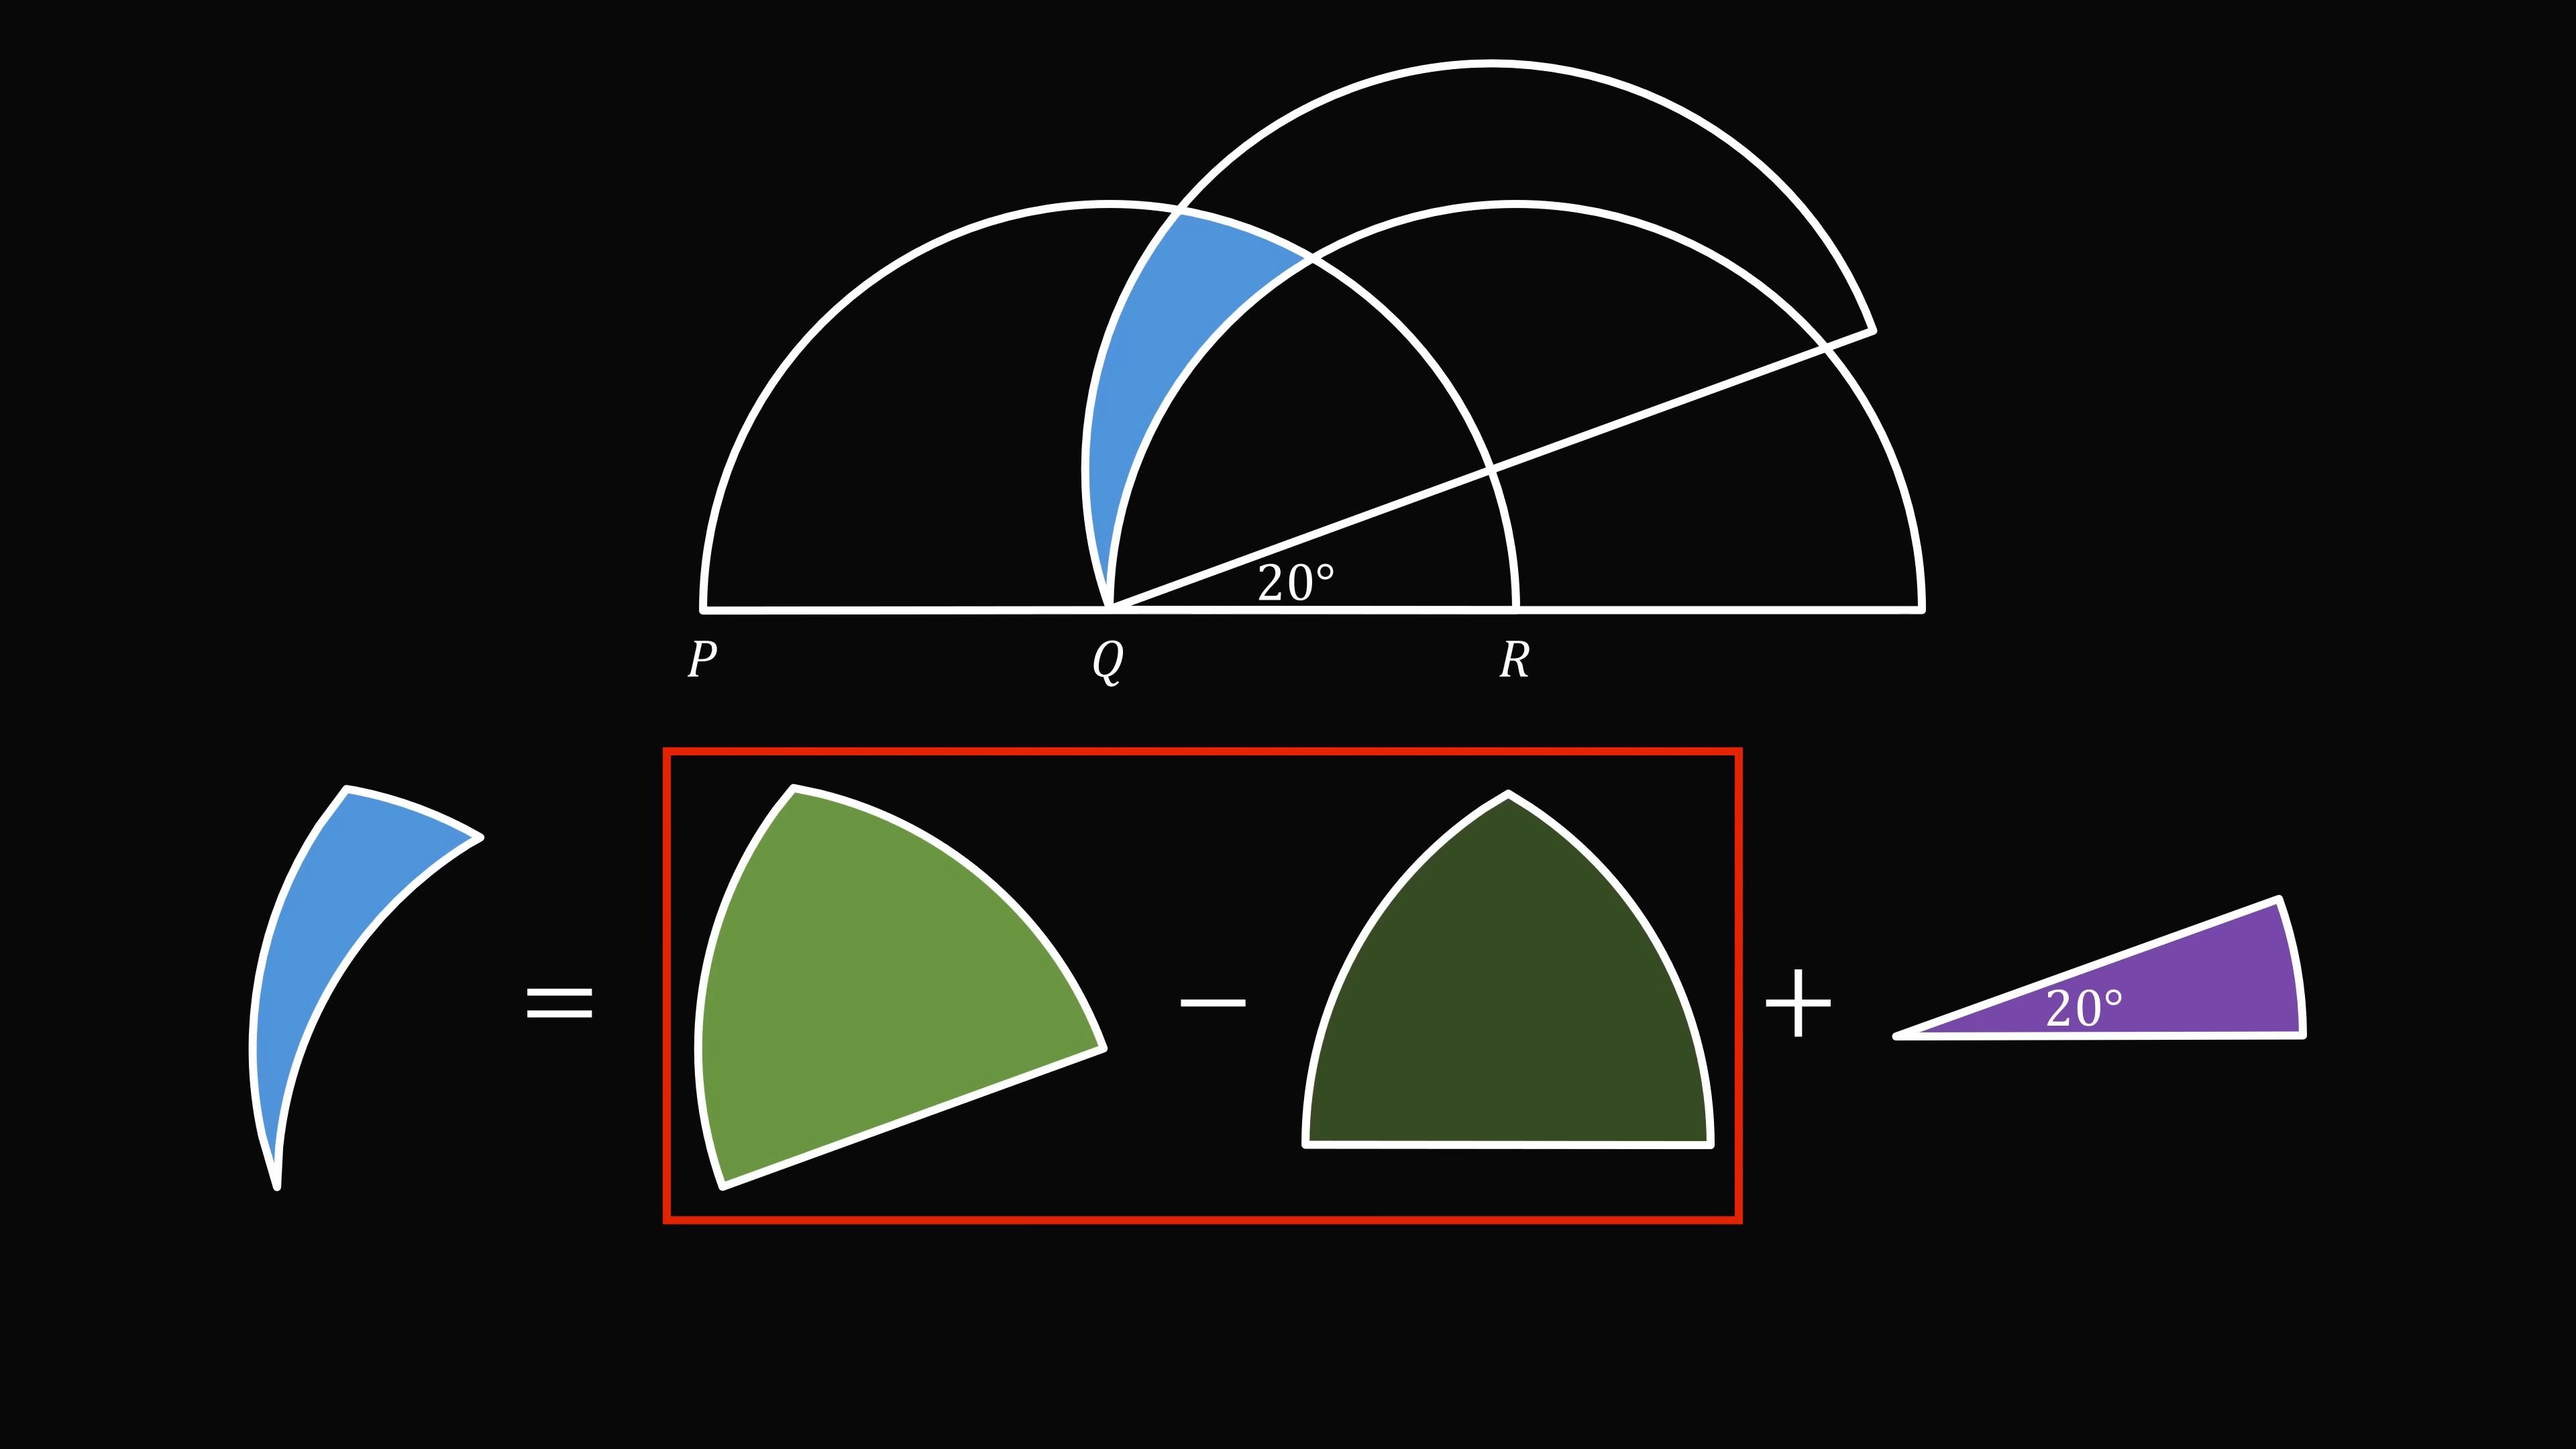 20°
P Q R
= − + 20°